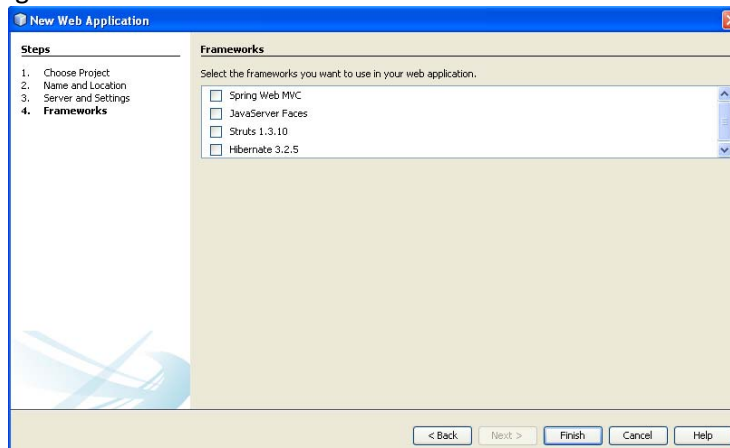 New Web Application
Steps
1. Choose Project
2. Name and Location
3. Server and Settings
4. Frameworks
Frameworks
Select the frameworks you want to use in your web application.
Spring Web MVC
JavaServer Faces
Struts 1.3.10
Hibernate 3.2.5
< Back Next > Finish Cancel Help